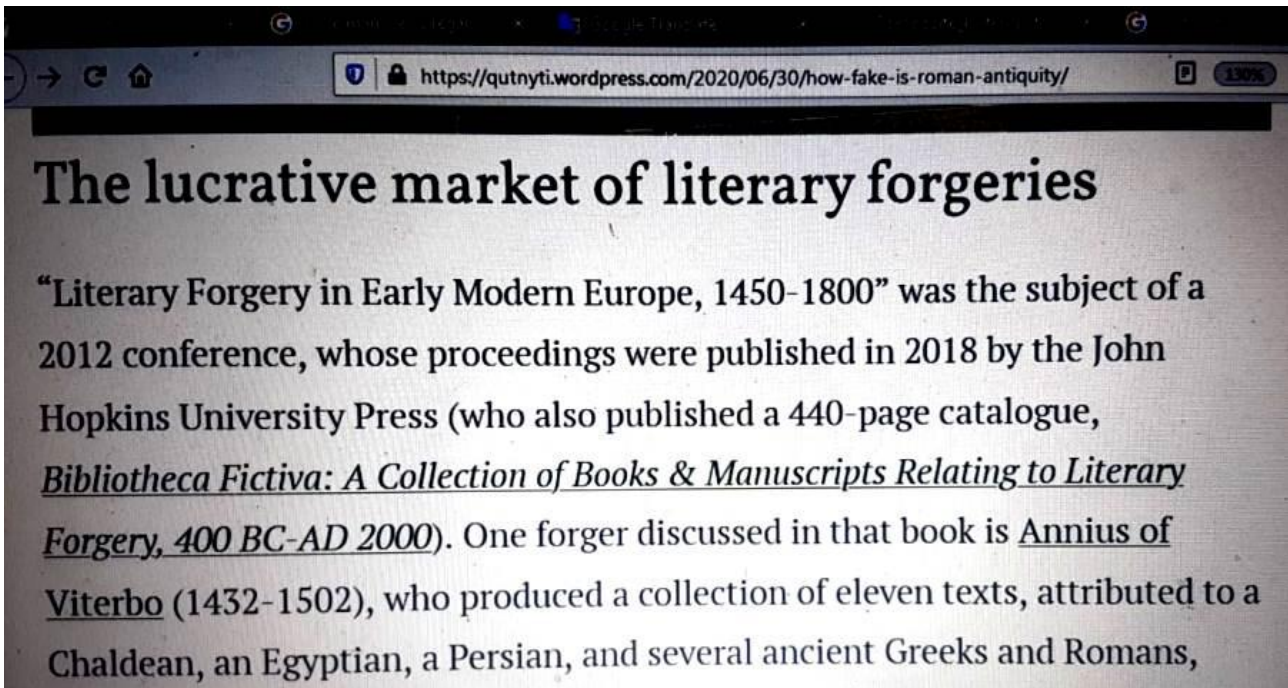 https://qutnyti.wordpress.com/2020/06/30/how-fake-is-roman-antiquity/
130%
The lucrative market of literary forgeries
“Literary Forgery in Early Modern Europe, 1450-1800” was the subject of a
2012 conference, whose proceedings were published in 2018 by the John
Hopkins University Press (who also published a 440-page catalogue,
Bibliotheca Fictiva: A Collection of Books & Manuscripts Relating to Literary
Forgery, 400 BC-AD 2000). One forger discussed in that book is Annius of
Viterbo (1432-1502), who produced a collection of eleven texts, attributed to a
Chaldean, an Egyptian, a Persian, and several ancient Greeks and Romans,